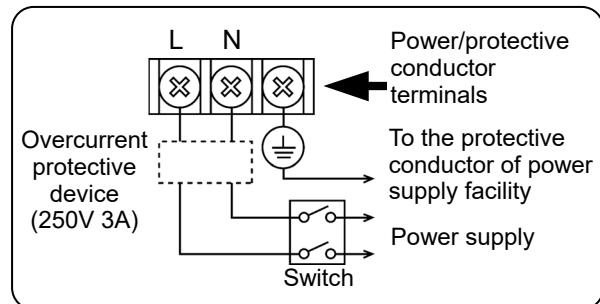 L N
Power/protective
conductor
terminals
Overcurrent
protective
device
(250V 3A)
To the protective
conductor of power
supply facility
Power supply
Switch